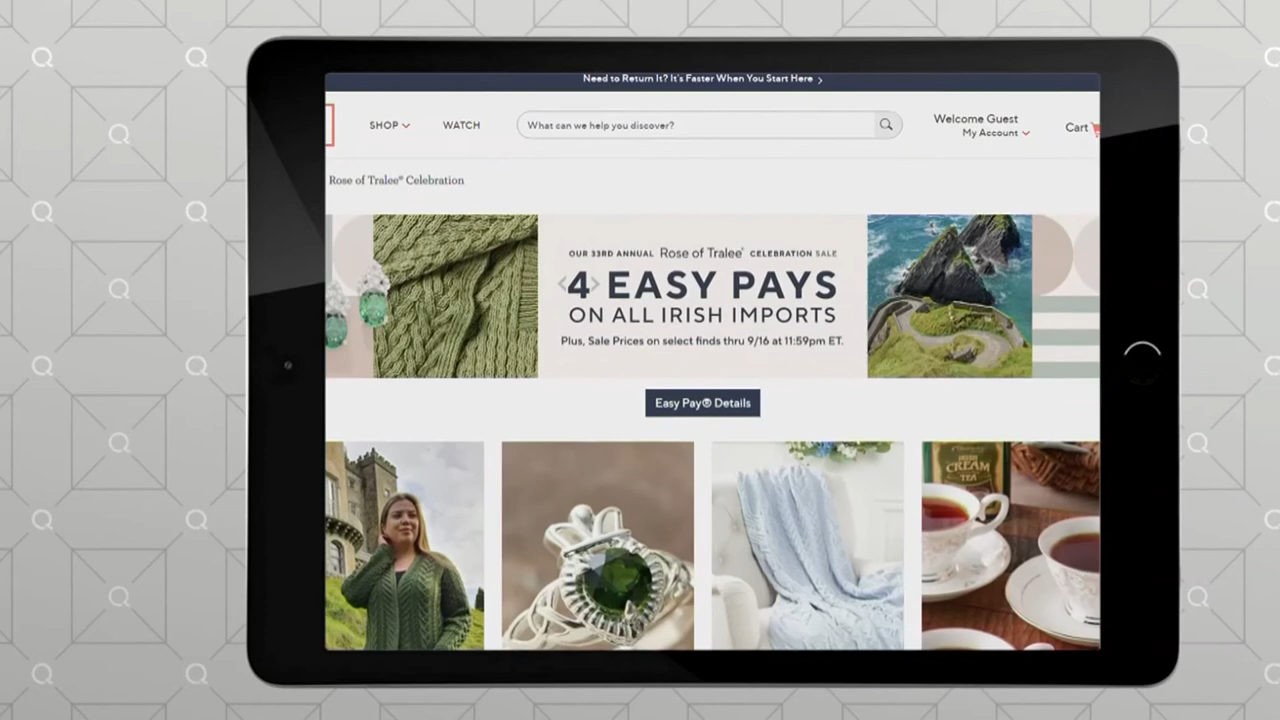 Need to Return It? It's Faster When You Start Here >
SHOP
WATCH
What can we help you discover?
Welcome Guest
My Account
Cart
Rose of Tralee® Celebration
OUR 33RD ANNUAL Rose of Tralee® CELEBRATION SALE
4 EASY PAYS
ON ALL IRISH IMPORTS
Plus, Sale Prices on select finds thru 9/16 at 11:59pm ET.
Easy Pay® Details
IRISH
CREAM
TEA